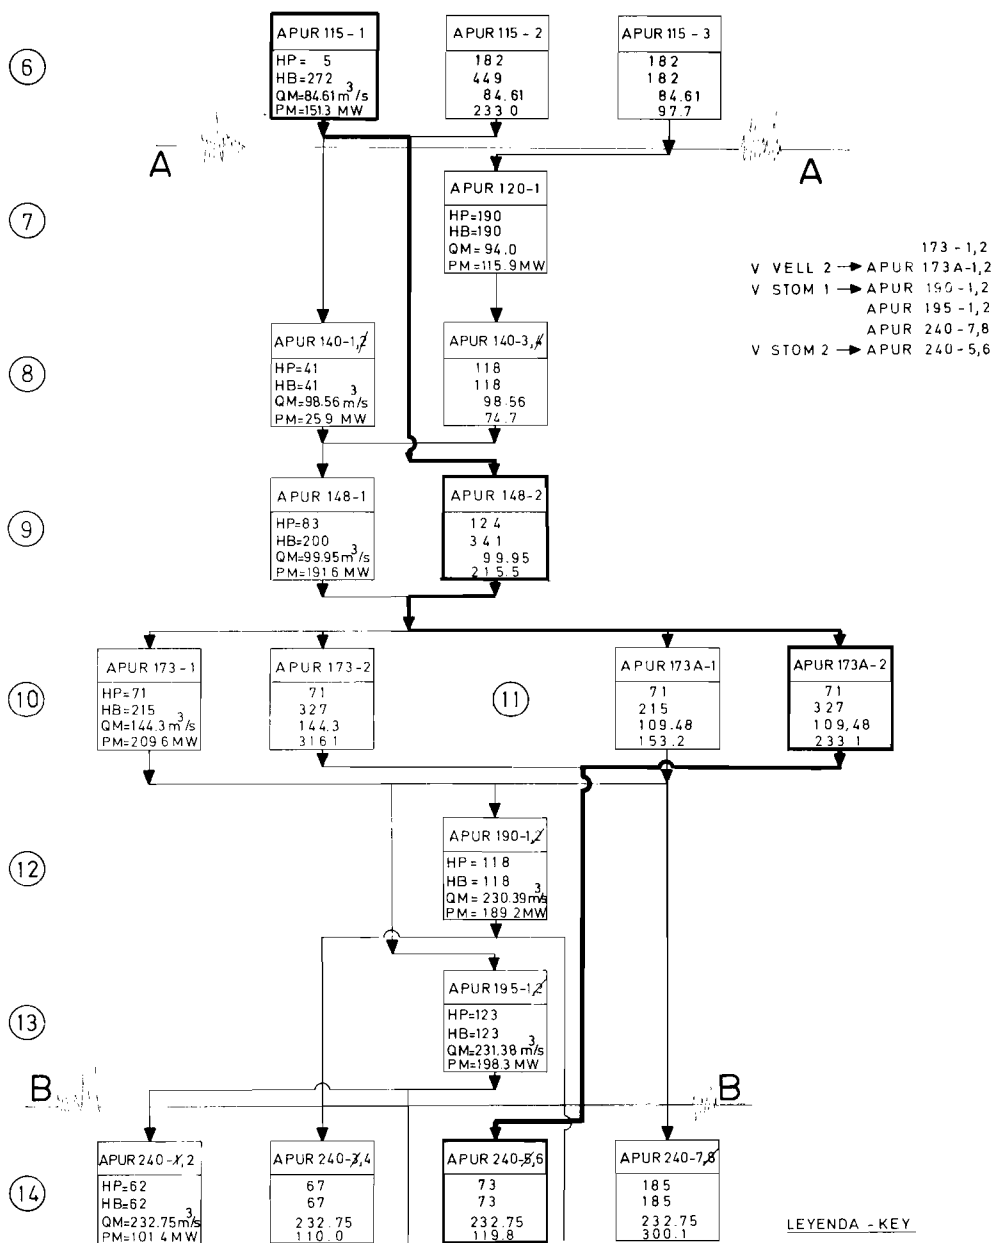 6
APUR 115-1
HP= 5
HB=272
QM=84.61 m³/s
PM=151.3 MW
APUR 115-2
182
449
84.61
233.0
APUR 115-3
182
182
84.61
97.7
A
A
7
APUR 120-1
HP=190
HB=190
QM= 94.0
PM=115.9 MW
173-1,2
V VELL 2 → APUR 173A-1,2
V STOM 1 → APUR 190-1,2
APUR 195-1,2
APUR 240-7,8
V STOM 2 → APUR 240-5,6
8
APUR 140-1,2
HP=41
HB=41
QM=98.56 m³/s
PM=25.9 MW
APUR 140-3,4
118
118
98.56
74.7
9
APUR 148-1
HP=83
HB=200
QM=99.95 m³/s
PM=191.6 MW
APUR 148-2
124
341
99.95
215.5
10
APUR 173-1
HP=71
HB=215
QM=144.3 m³/s
PM=209.6 MW
APUR 173-2
71
327
144.3
316.1
11
APUR 173A-1
71
215
109.48
153.2
APUR 173A-2
71
327
109,48
233.1
12
APUR 190-1,2
HP= 118
HB= 118
QM= 230.39 m³/s
PM= 189.2 MW
13
APUR 195-1,2
HP=123
HB=123
QM=231.38 m³/s
PM=198.3 MW
B
B
14
APUR 240-1,2
HP=62
HB=62
QM=232.75 m³/s
PM=101.4 MW
APUR 240-3,4
67
67
232.75
110.0
APUR 240-5,6
73
73
232.75
119.8
APUR 240-7,8
185
185
232.75
300.1
LEYENDA - KEY